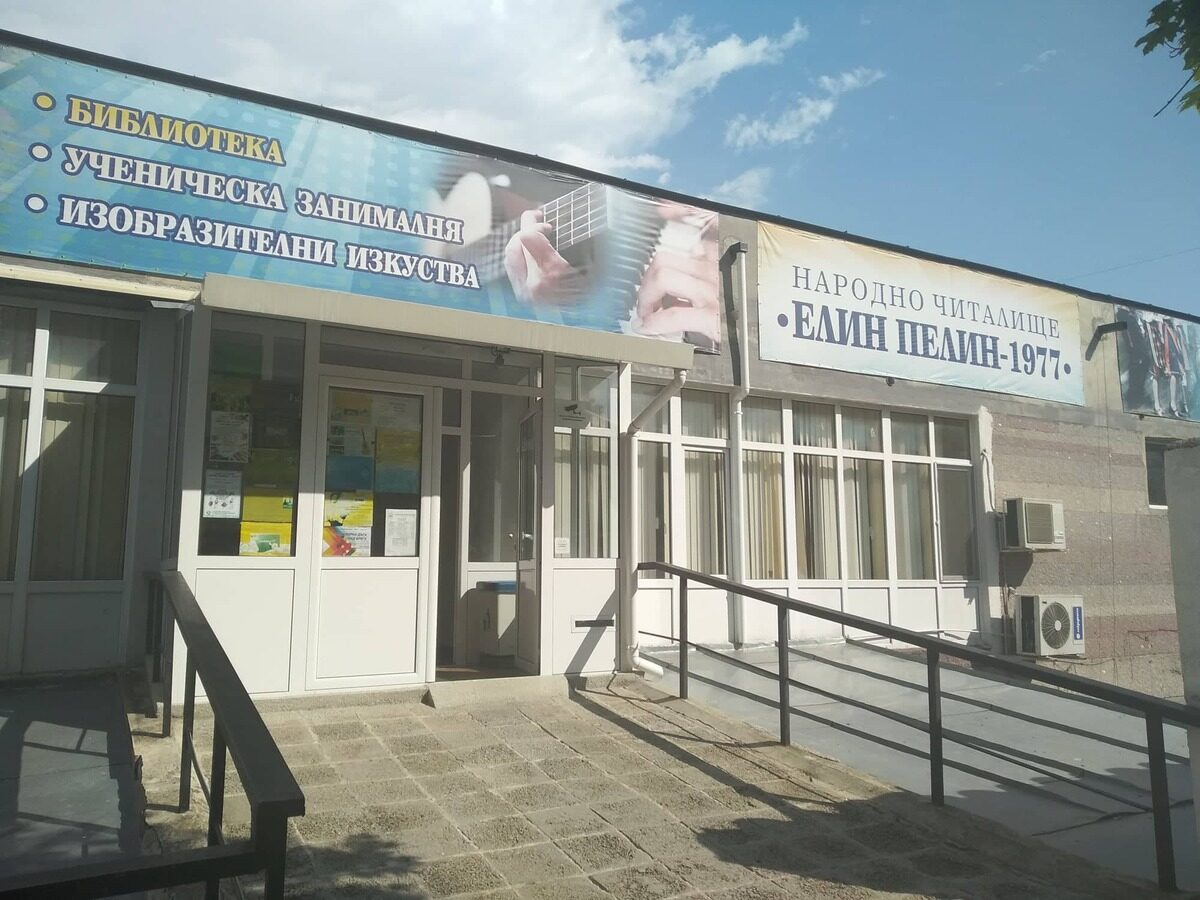 • БИБЛИОТЕКА
• УЧЕНИЧЕСКА ЗАНИМАЛНЯ
• ИЗОБРАЗИТЕЛНИ ИЗКУСТВА
НАРОДНО ЧИТАЛИЩЕ
•ЕЛИН ПЕЛИН-1977•